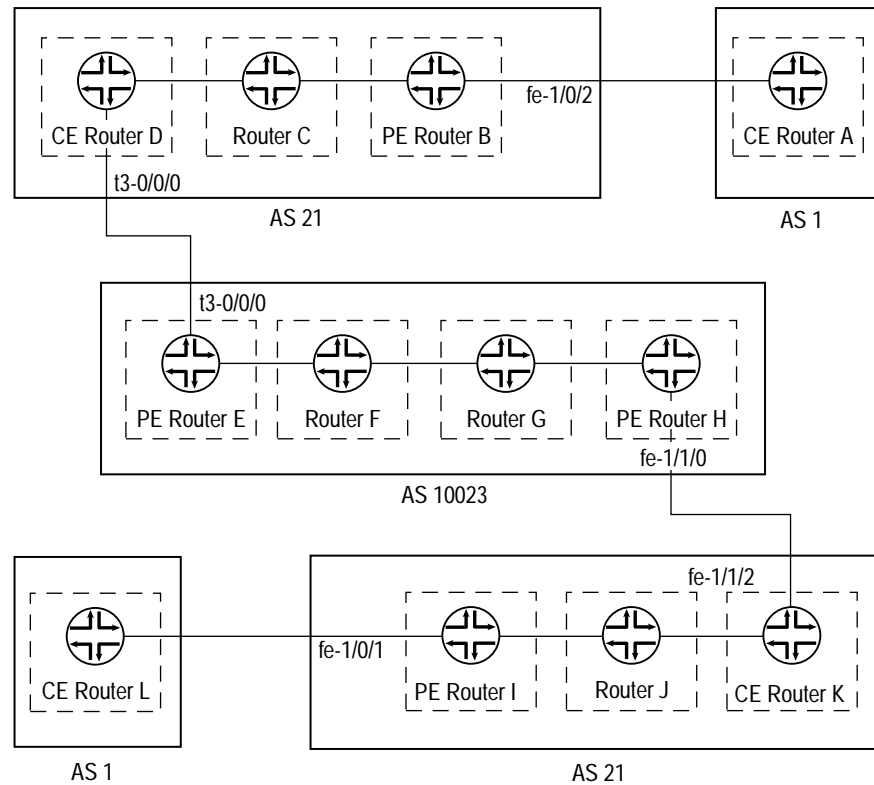 fe-1/0/2
CE Router D
Router C
PE Router B
CE Router A
t3-0/0/0
AS 21
AS 1
t3-0/0/0
PE Router E
Router F
Router G
PE Router H
fe-1/1/0
AS 10023
fe-1/1/2
fe-1/0/1
CE Router L
PE Router I
Router J
CE Router K
AS 1
AS 21